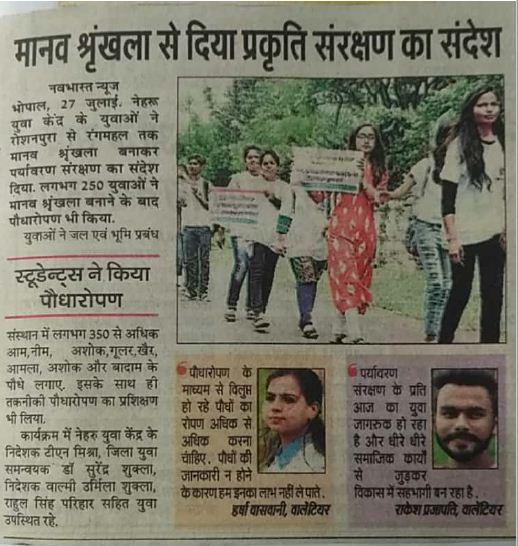 मानव श्रृंखला से दिया प्रकृति संरक्षण का संदेश
नवभारत न्यूज
भोपाल, 27 जुलाई. नेहरू
युवा केंद्र के युवाओं ने
रोशनपुरा से रंगमहल तक
मानव श्रृंखला बनाकर
पर्यावरण संरक्षण का संदेश
दिया. लगभग 250 युवाओं ने
मानव श्रृंखला बनाने के बाद
पौधारोपण भी किया.
युवाओं ने जल एवं भूमि प्रबंध
स्टूडेन्ट्स ने किया
पौधारोपण
संस्थान में लगभग 350 से अधिक
आम,नीम, अशोक,गूलर,खैर,
आमला, अशोक और बादाम के
पौधे लगाए. इसके साथ ही
तकनीकी पौधारोपण का प्रशिक्षण
भी लिया.
कार्यक्रम में नेहरु युवा केंद्र के
निदेशक टीएन मिश्रा, जिला युवा
समन्वयक डॉ सुरेंद्र शुक्ला,
निदेशक वाल्मी उर्मिला शुक्ला,
राहुल सिंह परिहार सहित युवा
उपस्थित रहे.
पौधारोपण के
माध्यम से विलुप्त
हो रहे पौधों का
रोपण अधिक से
अधिक करना
चाहिए. पौधों की
जानकारी न होने
के कारण हम इनका लाभ नहीं ले पाते.
हर्षा वासवानी, वालेंटियर
पर्यावरण
संरक्षण के प्रति
आज का युवा
जागरुक हो रहा
है और धीरे धीरे
समाजिक कार्यों
से जुड़कर
विकास में सहभागी बन रहा है.
राकेश प्रजापति, वालेंटियर